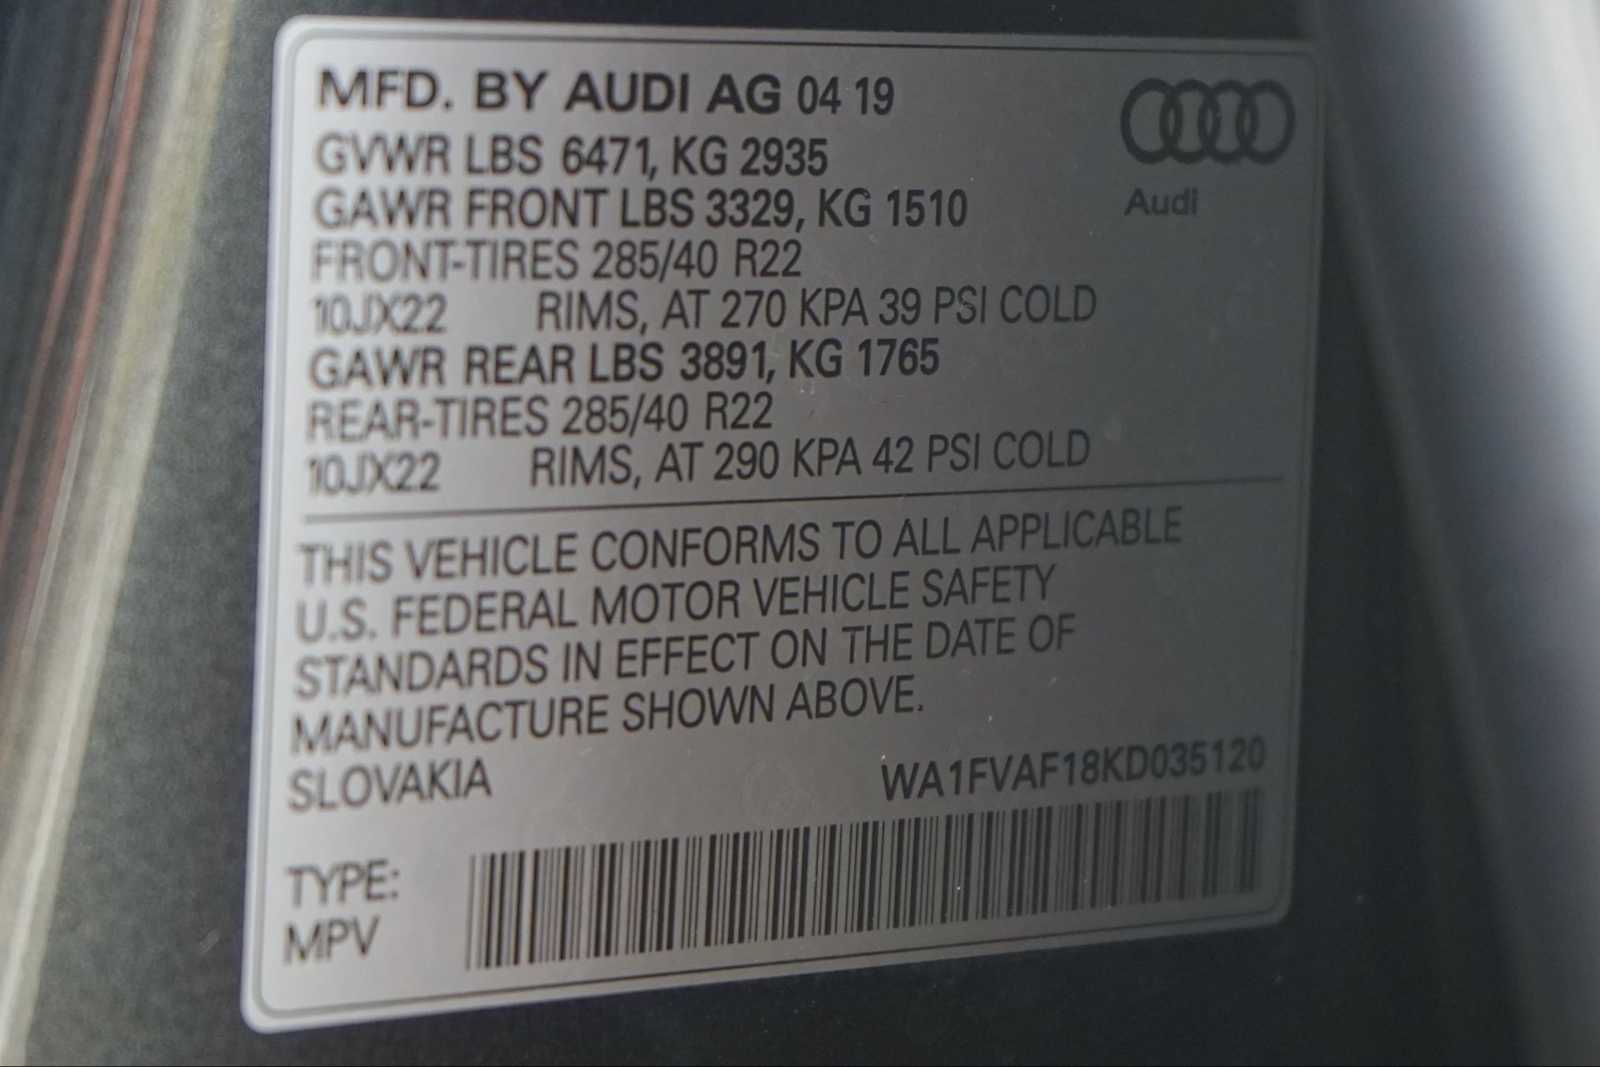 MFD. BY AUDI AG 04 19
GVWR LBS 6471, KG 2935
GAWR FRONT LBS 3329, KG 1510
Audi
FRONT-TIRES 285/40 R22
10JX22 RIMS, AT 270 KPA 39 PSI COLD
GAWR REAR LBS 3891, KG 1765
REAR-TIRES 285/40 R22
10JX22 RIMS, AT 290 KPA 42 PSI COLD
THIS VEHICLE CONFORMS TO ALL APPLICABLE
U.S. FEDERAL MOTOR VEHICLE SAFETY
STANDARDS IN EFFECT ON THE DATE OF
MANUFACTURE SHOWN ABOVE.
SLOVAKIA WA1FVAF18KD035120
TYPE:
MPV